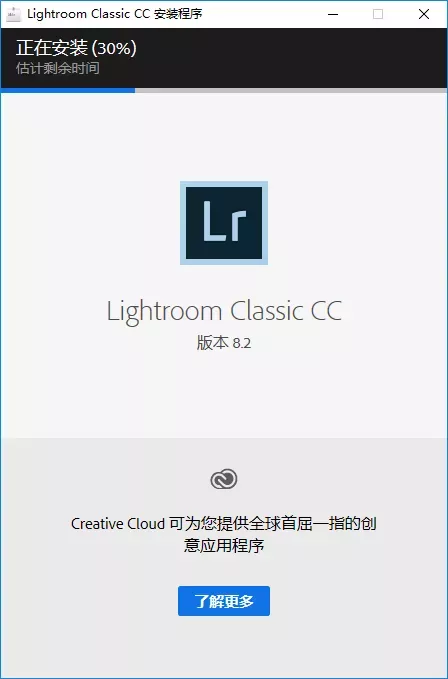 Lightroom Classic CC 安装程序
正在安装 (30%)
估计剩余时间
Lr
Lightroom Classic CC
版本 8.2
Creative Cloud 可为您提供全球首屈一指的创
意应用程序
了解更多